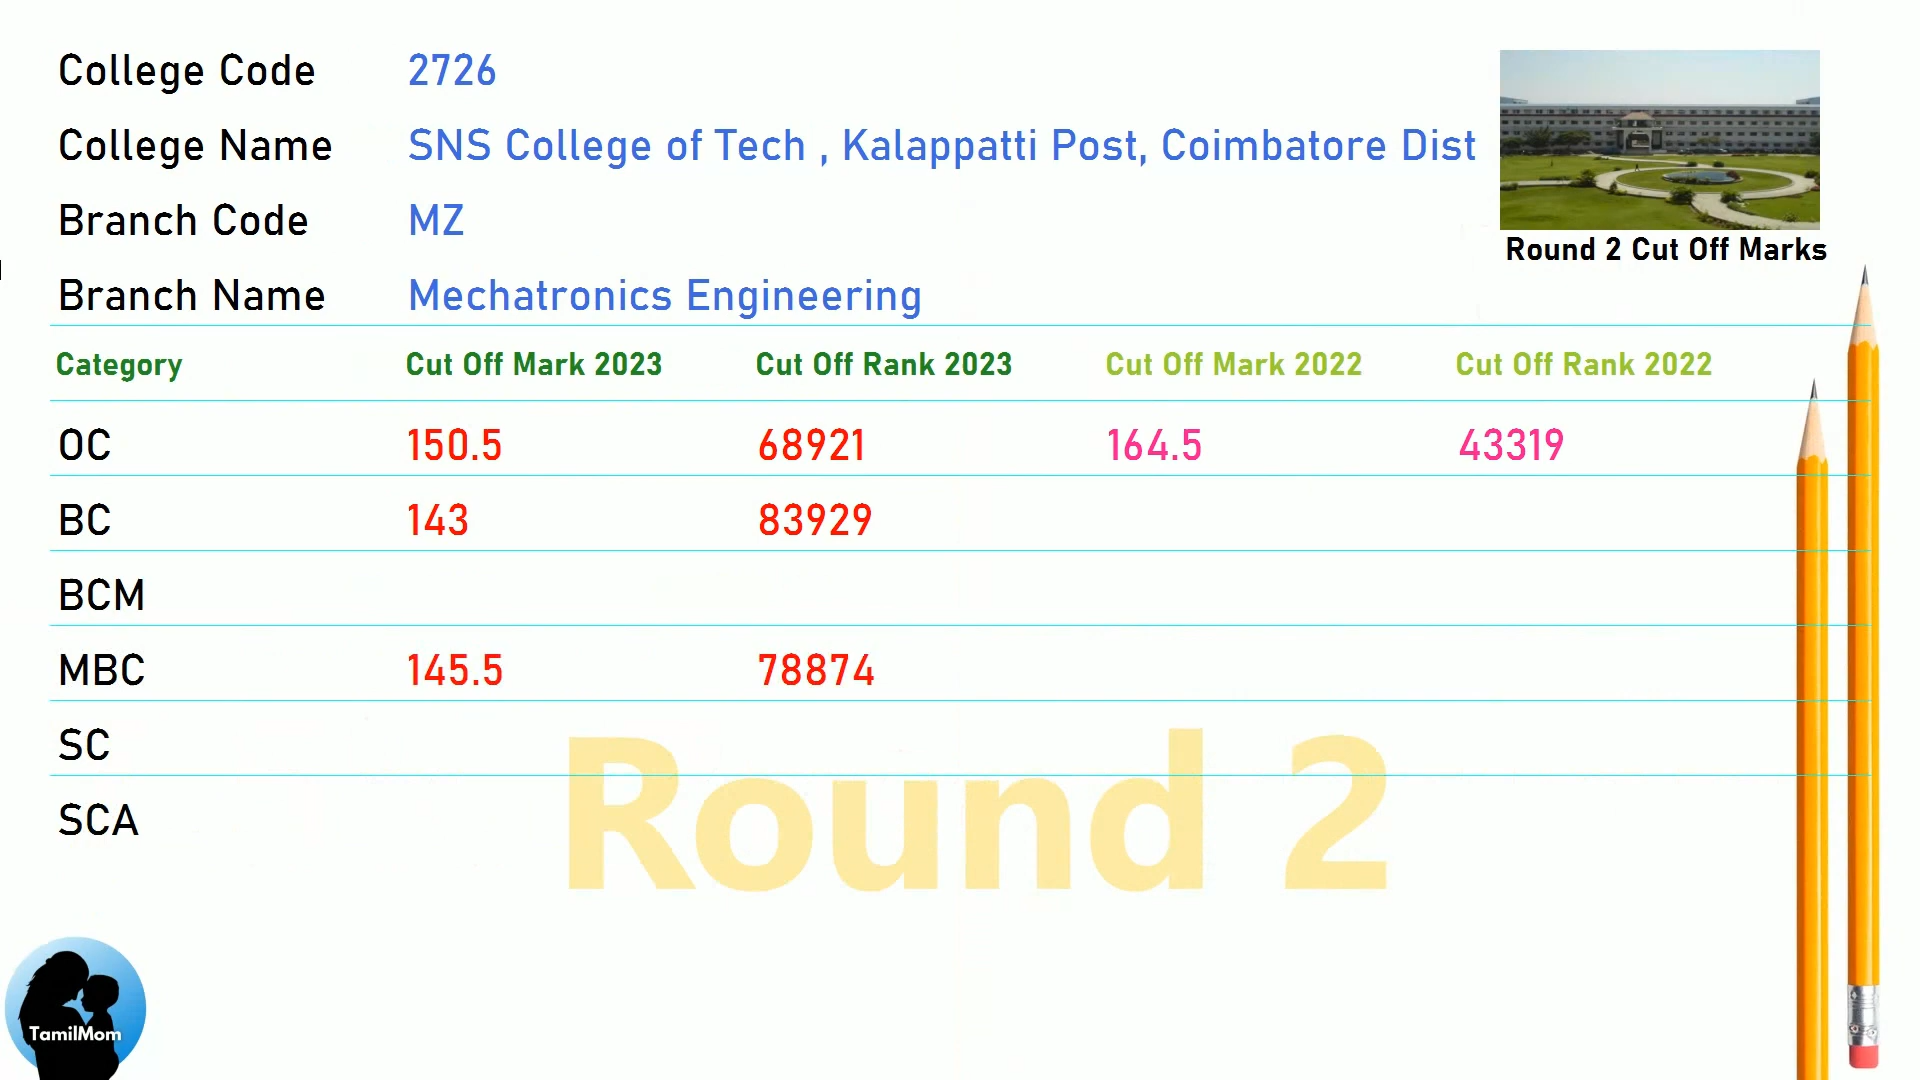 College Code 2726
College Name SNS College of Tech , Kalappatti Post, Coimbatore Dist
Branch Code MZ
Round 2 Cut Off Marks
Branch Name Mechatronics Engineering
Category Cut Off Mark 2023 Cut Off Rank 2023 Cut Off Mark 2022 Cut Off Rank 2022
OC 150.5 68921 164.5 43319
BC 143 83929
BCM
MBC 145.5 78874
SC
Round 2
SCA
TamilMom